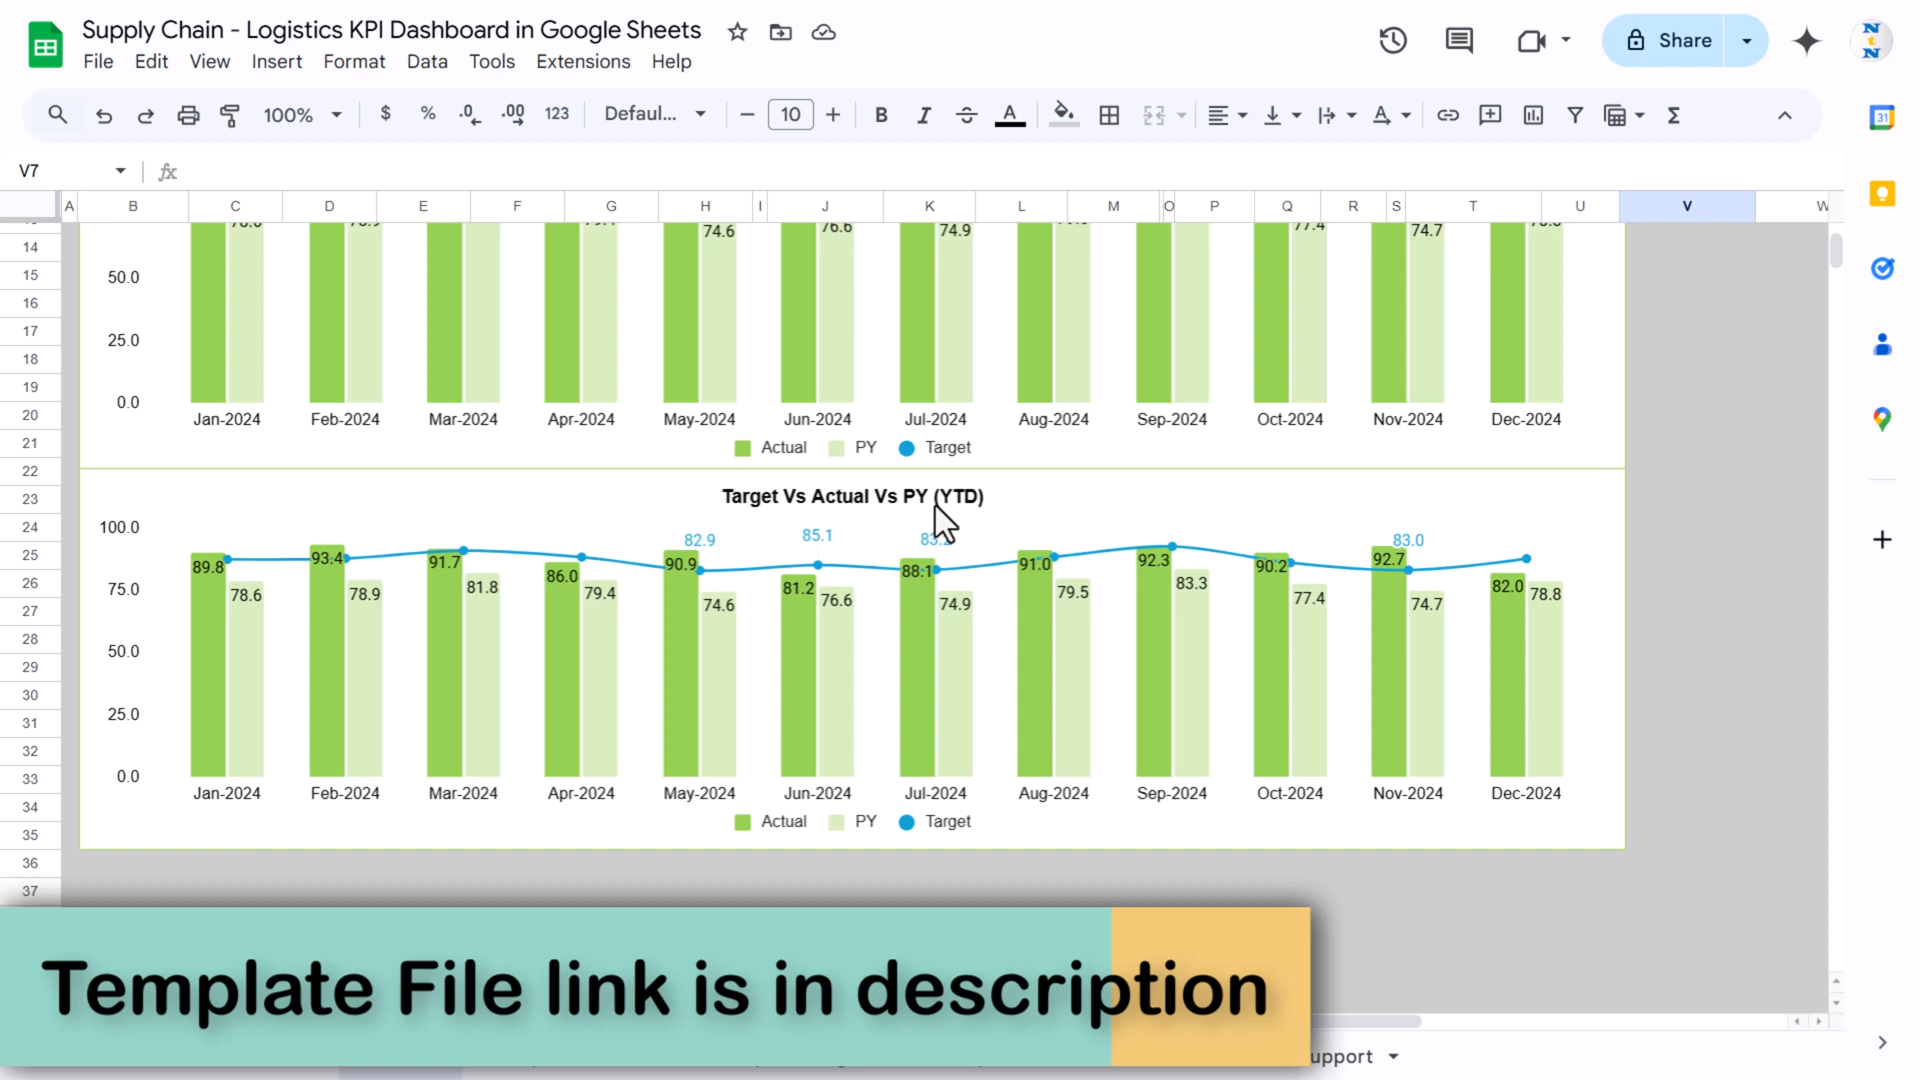 Supply Chain - Logistics KPI Dashboard in Google Sheets
File Edit View Insert Format Data Tools Extensions Help
Share
100% $ % .0 .00 123 Defaul... 10 B I A
31
V7 fx
A B C D E F G H I J K L M O P Q R S T U V W
14 15 16 17 18 19 20 21 22 23 24 25 26 27 28 29 30 31 32 33 34 35 36 37
74.6 76.6 74.9 77.4 74.7
50.0
25.0
0.0
Jan-2024 Feb-2024 Mar-2024 Apr-2024 May-2024 Jun-2024 Jul-2024 Aug-2024 Sep-2024 Oct-2024 Nov-2024 Dec-2024
Actual PY Target
Target Vs Actual Vs PY (YTD)
100.0
82.9 85.1 83.0
89.8 93.4 91.7 86.0 90.9 81.2 88.1 91.0 92.3 90.2 92.7 82.0
78.6 78.9 81.8 79.4 74.6 76.6 74.9 79.5 83.3 77.4 74.7 78.8
75.0
50.0
25.0
0.0
Jan-2024 Feb-2024 Mar-2024 Apr-2024 May-2024 Jun-2024 Jul-2024 Aug-2024 Sep-2024 Oct-2024 Nov-2024 Dec-2024
Actual PY Target
Template File link is in description
upport